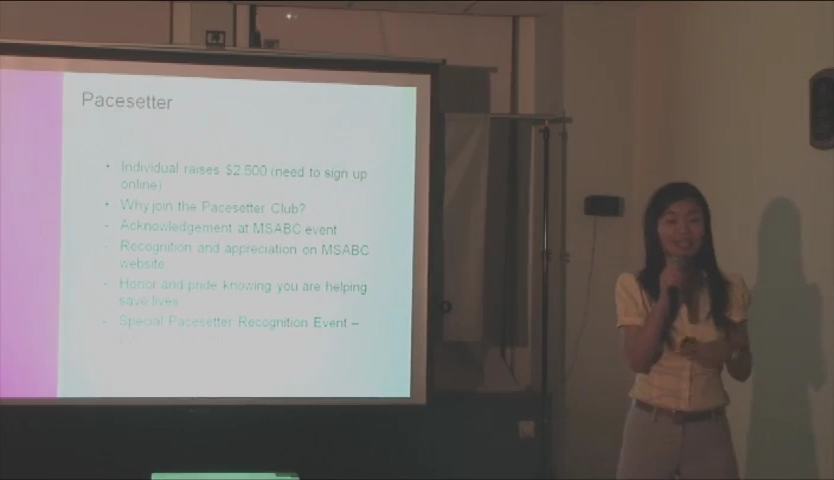 Pacesetter
• Individual raises $2,500 (need to sign up
online)
• Why join the Pacesetter Club?
- Acknowledgement at MSABC event
- Recognition and appreciation on MSABC
website
- Honor and pride knowing you are helping
save lives
- Special Pacesetter Recognition Event –